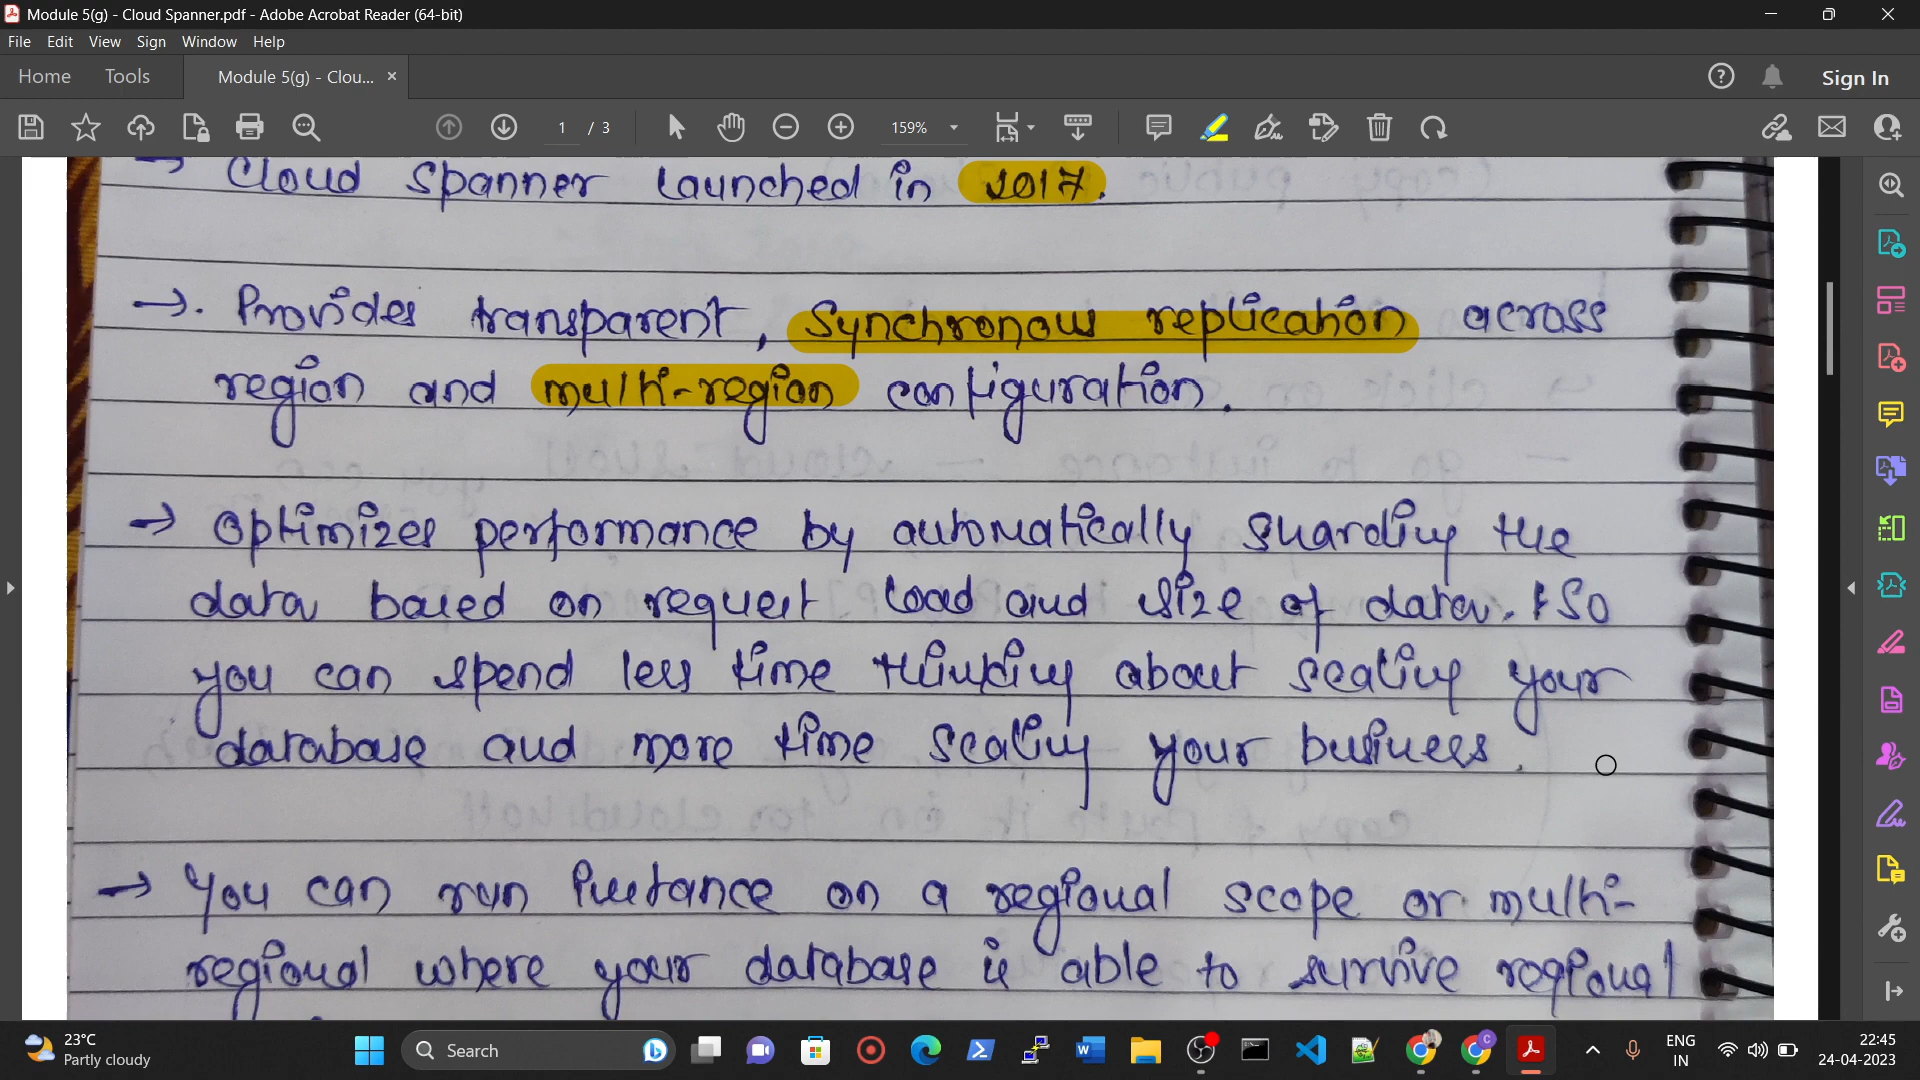 Module 5(g) - Cloud Spanner.pdf - Adobe Acrobat Reader (64-bit)
File Edit View Sign Window Help
Home Tools Module 5(g) - Clou... × Sign In
1 / 3 159%
→ Cloud Spanner Launched in 2017.
→. Provides transparent, Synchronous replication across
region and multi-region configuration.
→ Optimizes performance by automatically sharding the
data based on request load and size of data. So
you can spend less time thinking about scaling your
database and more time scaling your business.
→ You can run instance on a regional scope or multi-
regional where your database is able to survive regional
23°C
Partly cloudy
Search
ENG
IN
22:45
24-04-2023